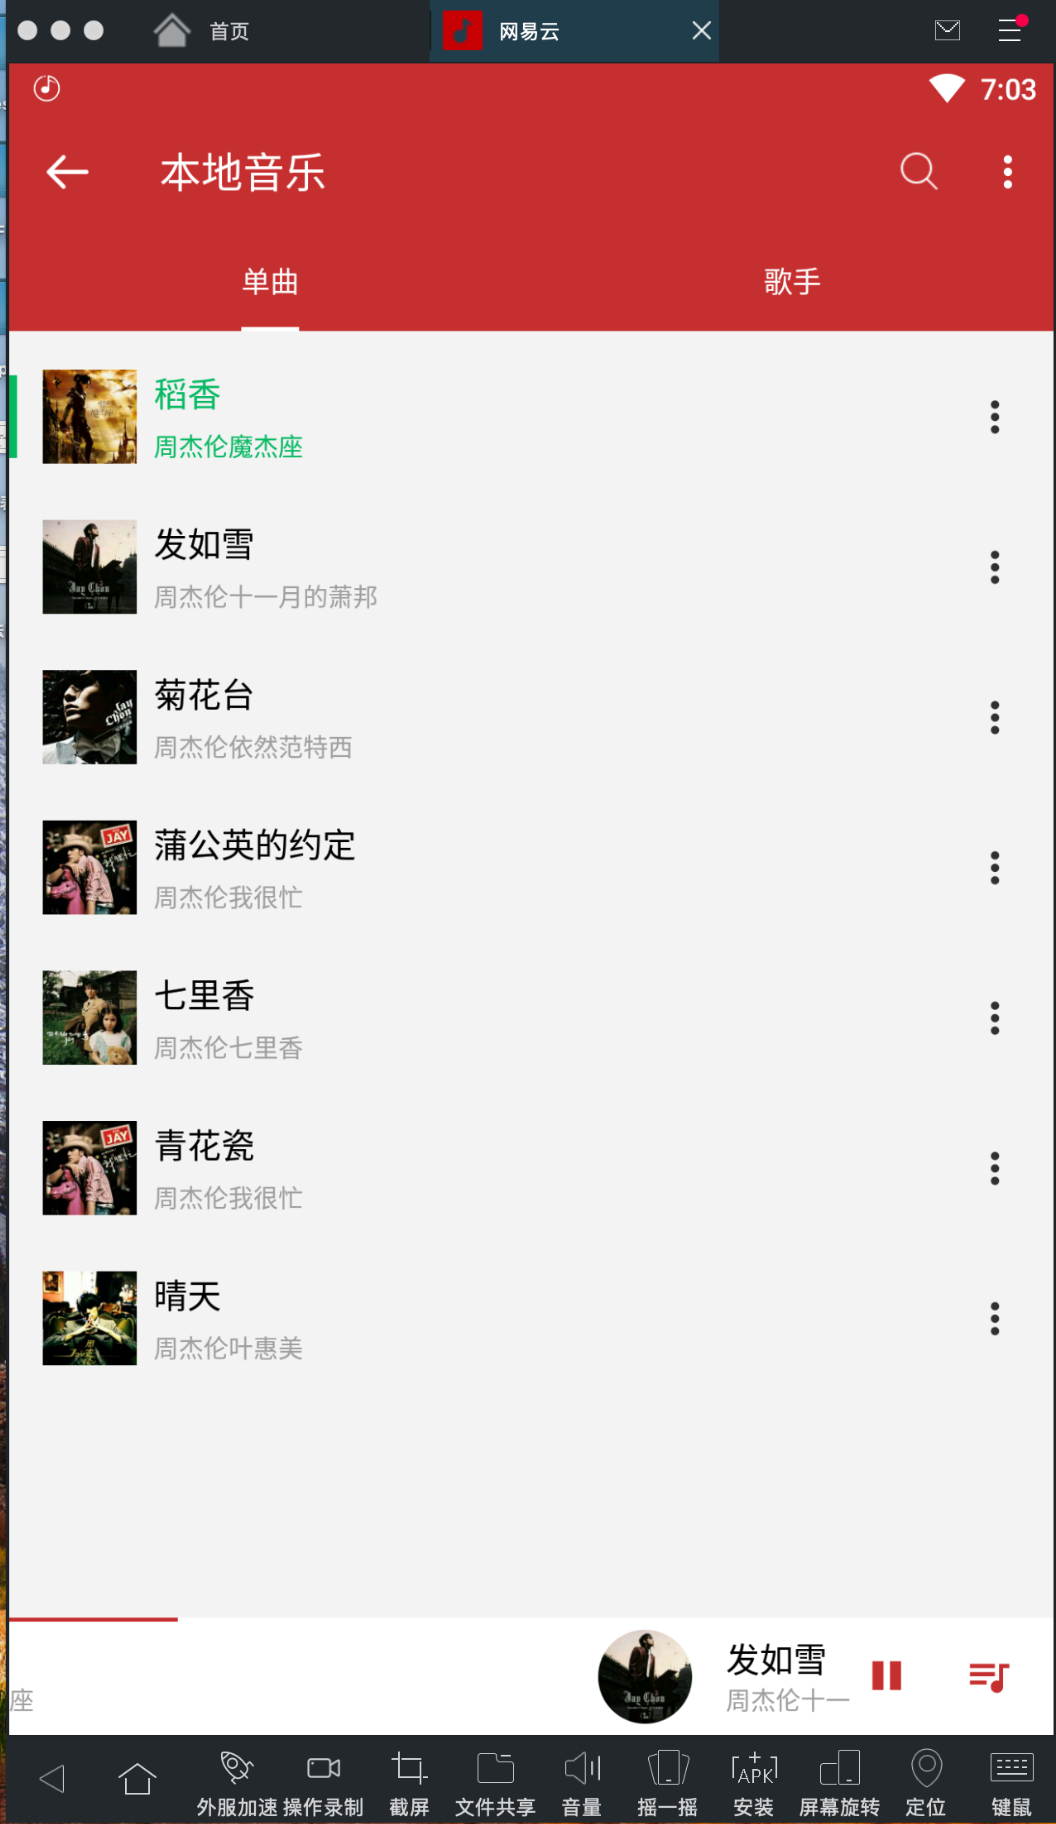 首页
网易云
7:03
本地音乐
单曲
歌手
稻香
周杰伦魔杰座
发如雪
周杰伦十一月的萧邦
菊花台
周杰伦依然范特西
蒲公英的约定
周杰伦我很忙
七里香
周杰伦七里香
青花瓷
周杰伦我很忙
晴天
周杰伦叶惠美
座
发如雪
周杰伦十一
APK
外服加速
操作录制
截屏
文件共享
音量
摇一摇
安装
屏幕旋转
定位
键鼠